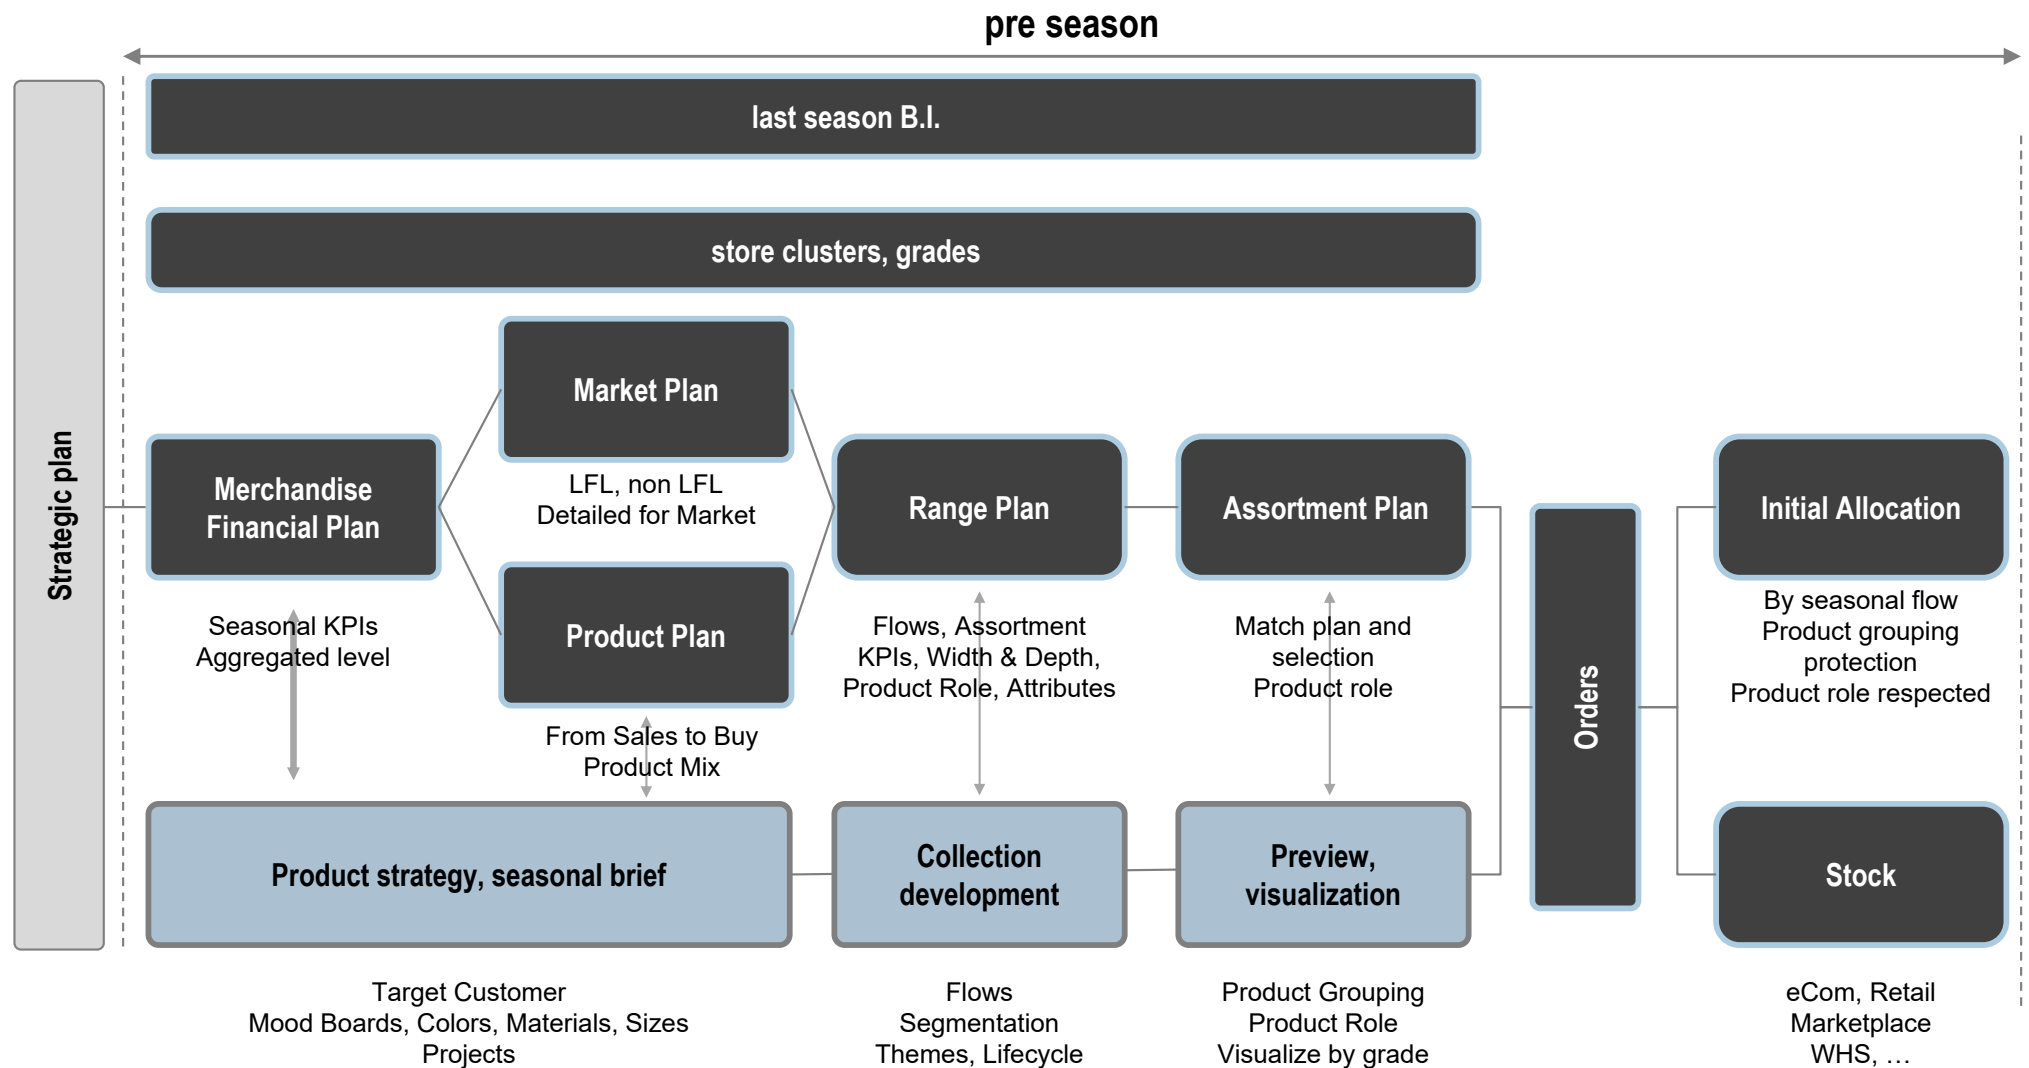 pre season
last season B.I.
store clusters, grades
Strategic plan
Merchandise
Financial Plan
Seasonal KPIs
Aggregated level
Market Plan
LFL, non LFL
Detailed for Market
Product Plan
From Sales to Buy
Product Mix
Range Plan
Flows, Assortment
KPIs, Width & Depth,
Product Role, Attributes
Assortment Plan
Match plan and
selection
Product role
Orders
Initial Allocation
By seasonal flow
Product grouping
protection
Product role respected
Product strategy, seasonal brief
Target Customer
Mood Boards, Colors, Materials, Sizes
Projects
Collection
development
Flows
Segmentation
Themes, Lifecycle
Preview,
visualization
Product Grouping
Product Role
Visualize by grade
Stock
eCom, Retail
Marketplace
WHS, …